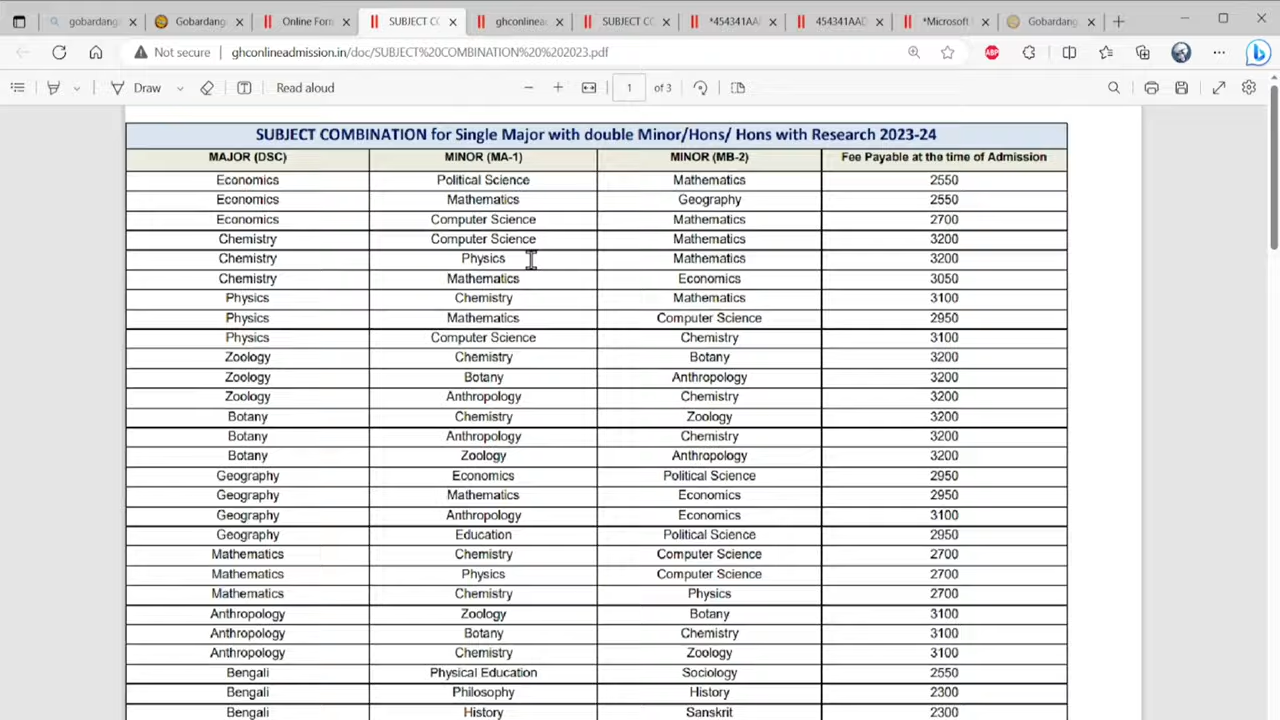 gobardang
Gobardang
Online Form
SUBJECT CO
ghconlinead
SUBJECT CO
*454341AA
454341AAD
*Microsoft
Gobardang
Not secure ghconlineadmission.in/doc/SUBJECT%20COMBINATION%20%202023.pdf
ABP
Draw
Read aloud
1 of 3
SUBJECT COMBINATION for Single Major with double Minor/Hons/ Hons with Research 2023-24
MAJOR (DSC) MINOR (MA-1) MINOR (MB-2) Fee Payable at the time of Admission
Economics Political Science Mathematics 2550
Economics Mathematics Geography 2550
Economics Computer Science Mathematics 2700
Chemistry Computer Science Mathematics 3200
Chemistry Physics Mathematics 3200
Chemistry Mathematics Economics 3050
Physics Chemistry Mathematics 3100
Physics Mathematics Computer Science 2950
Physics Computer Science Chemistry 3100
Zoology Chemistry Botany 3200
Zoology Botany Anthropology 3200
Zoology Anthropology Chemistry 3200
Botany Chemistry Zoology 3200
Botany Anthropology Chemistry 3200
Botany Zoology Anthropology 3200
Geography Economics Political Science 2950
Geography Mathematics Economics 2950
Geography Anthropology Economics 3100
Geography Education Political Science 2950
Mathematics Chemistry Computer Science 2700
Mathematics Physics Computer Science 2700
Mathematics Chemistry Physics 2700
Anthropology Zoology Botany 3100
Anthropology Botany Chemistry 3100
Anthropology Chemistry Zoology 3100
Bengali Physical Education Sociology 2550
Bengali Philosophy History 2300
Bengali History Sanskrit 2300